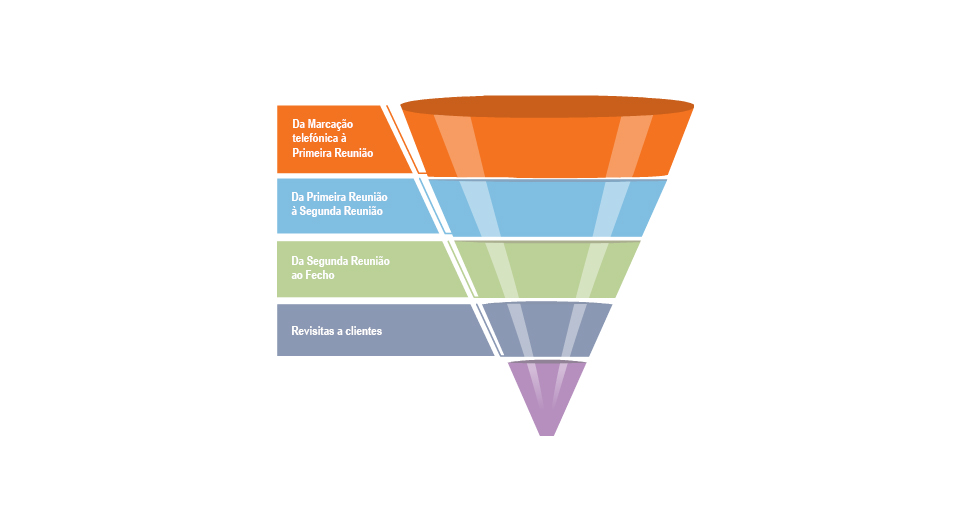 Da Marcação
telefónica à
Primeira Reunião
Da Primeira Reunião
à Segunda Reunião
Da Segunda Reunião
ao Fecho
Revisitas a clientes